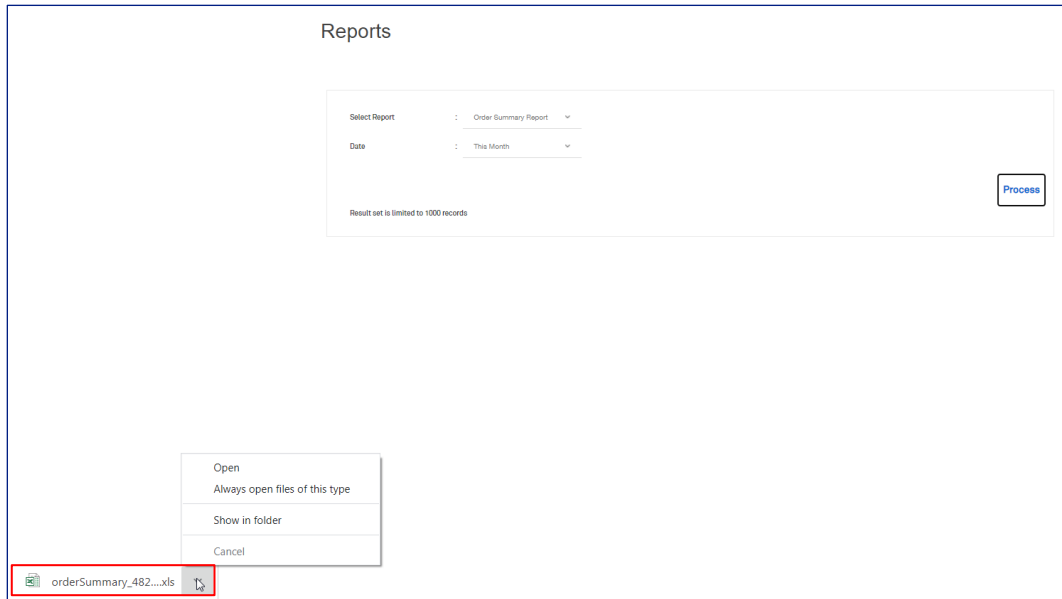 Reports
Select Report : Order Summary Report
Date : This Month
Process
Result set is limited to 1000 records
Open
Always open files of this type
Show in folder
Cancel
orderSummary_482....xls